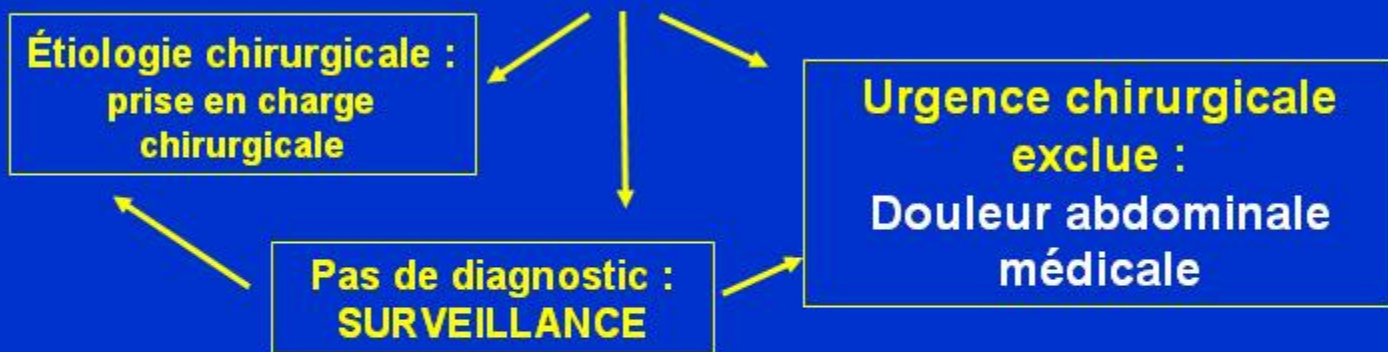 Étiologie chirurgicale :
prise en charge
chirurgicale
Urgence chirurgicale
exclue :
Douleur abdominale
médicale
Pas de diagnostic :
SURVEILLANCE